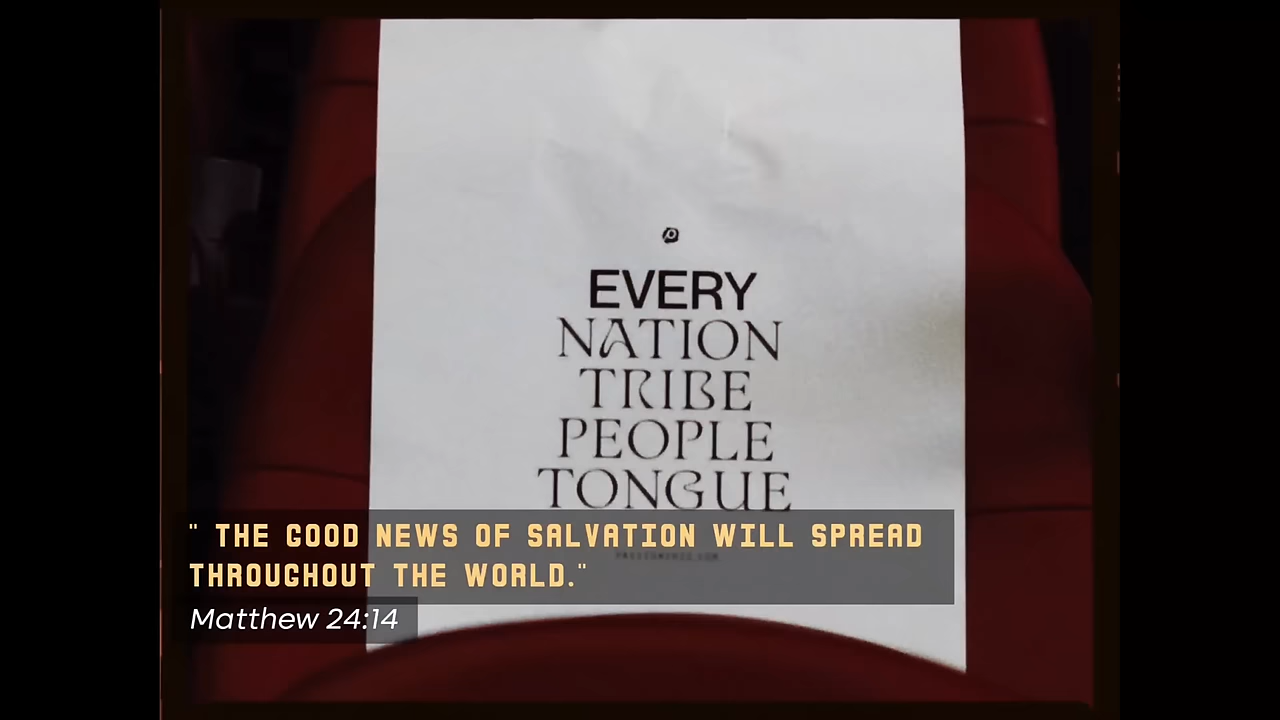 EVERY
NATION
TRIBE
PEOPLE
TONGUE
" THE GOOD NEWS OF SALVATION WILL SPREAD
THROUGHOUT THE WORLD."
Matthew 24:14